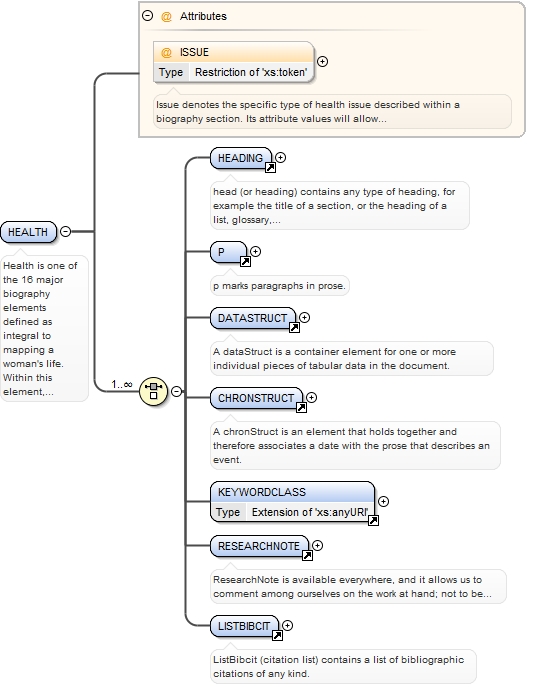 @ Attributes
@ ISSUE
Type Restriction of 'xs:token'
Issue denotes the specific type of health issue described within a
biography section. Its attribute values will allow...
HEADING
head (or heading) contains any type of heading, for
example the title of a section, or the heading of a
list, glossary,...
HEALTH
Health is one of
the 16 major
biography
elements
defined as
integral to
mapping a
woman's life.
Within this
element,...
P
p marks paragraphs in prose.
DATASTRUCT
A dataStruct is a container element for one or more
individual pieces of tabular data in the document.
1..∞
CHRONSTRUCT
A chronStruct is an element that holds together and
therefore associates a date with the prose that describes an
event.
KEYWORDCLASS
Type Extension of 'xs:anyURI'
RESEARCHNOTE
ResearchNote is available everywhere, and it allows us to
comment among ourselves on the work at hand; not to be...
LISTBIBCIT
ListBibcit (citation list) contains a list of bibliographic
citations of any kind.